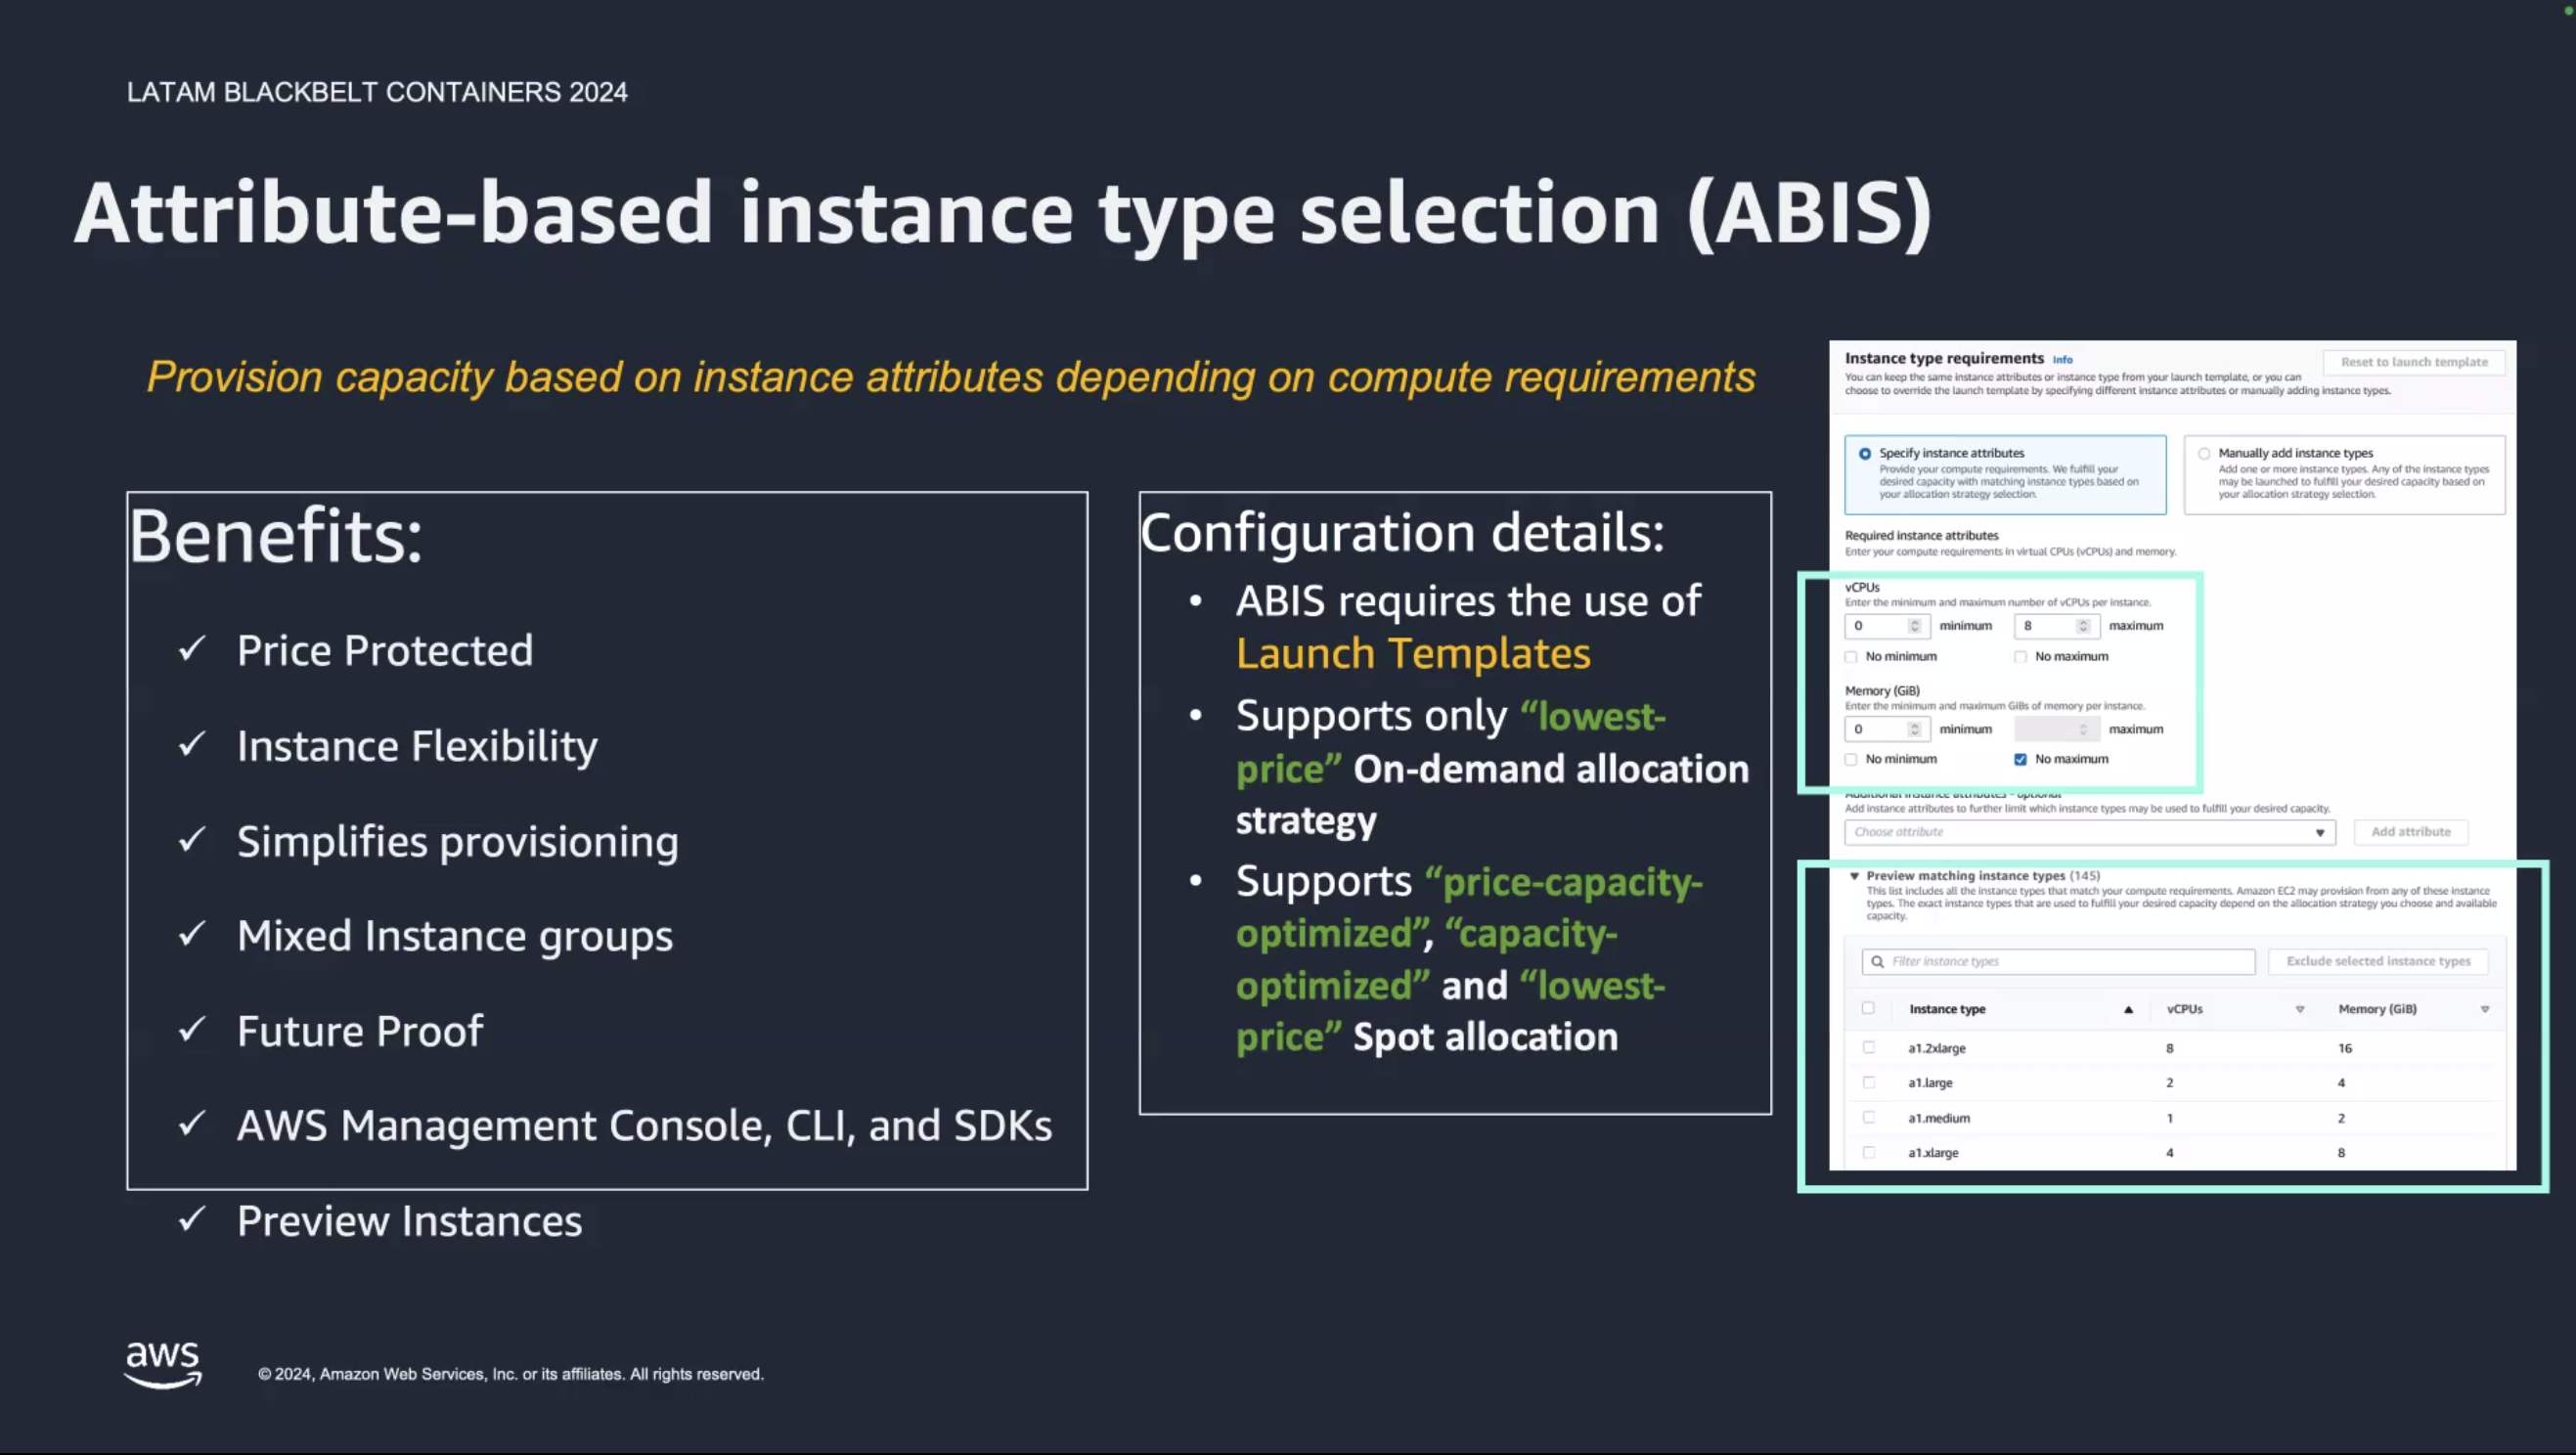 LATAM BLACKBELT CONTAINERS 2024
Attribute-based instance type selection (ABIS)
Provision capacity based on instance attributes depending on compute requirements
Benefits:
✓ Price Protected
✓ Instance Flexibility
✓ Simplifies provisioning
✓ Mixed Instance groups
✓ Future Proof
✓ AWS Management Console, CLI, and SDKs
✓ Preview Instances
Configuration details:
• ABIS requires the use of
Launch Templates
• Supports only “lowest-
price” On-demand allocation
strategy
• Supports “price-capacity-
optimized”, “capacity-
optimized” and “lowest-
price” Spot allocation
Instance type requirements Info
Reset to launch template
You can keep the same instance attributes or instance type from your launch template, or you can
choose to override the launch template by specifying different instance attributes or manually adding instance types.
Specify instance attributes
Provide your compute requirements. We fulfill your
desired capacity with matching instance types based on
your allocation strategy selection.
Manually add instance types
Add one or more instance types. Any of the instance types
may be launched to fulfill your desired capacity based on
your allocation strategy selection.
Required instance attributes
Enter your compute requirements in virtual CPUs (vCPUs) and memory.
vCPUs
Enter the minimum and maximum number of vCPUs per instance.
0 minimum 8 maximum
No minimum No maximum
Memory (GiB)
Enter the minimum and maximum GiBs of memory per instance.
0 minimum maximum
No minimum No maximum
Additional instance attributes - optional
Add instance attributes to further limit which instance types may be used to fulfill your desired capacity.
Choose attribute Add attribute
Preview matching instance types (145)
This list includes all the instance types that match your compute requirements. Amazon EC2 may provision from any of these instance
types. The exact instance types that are used to fulfill your desired capacity depend on the allocation strategy you choose and available
capacity.
Filter instance types Exclude selected instance types
Instance type vCPUs Memory (GiB)
a1.2xlarge 8 16
a1.large 2 4
a1.medium 1 2
a1.xlarge 4 8
aws
© 2024, Amazon Web Services, Inc. or its affiliates. All rights reserved.